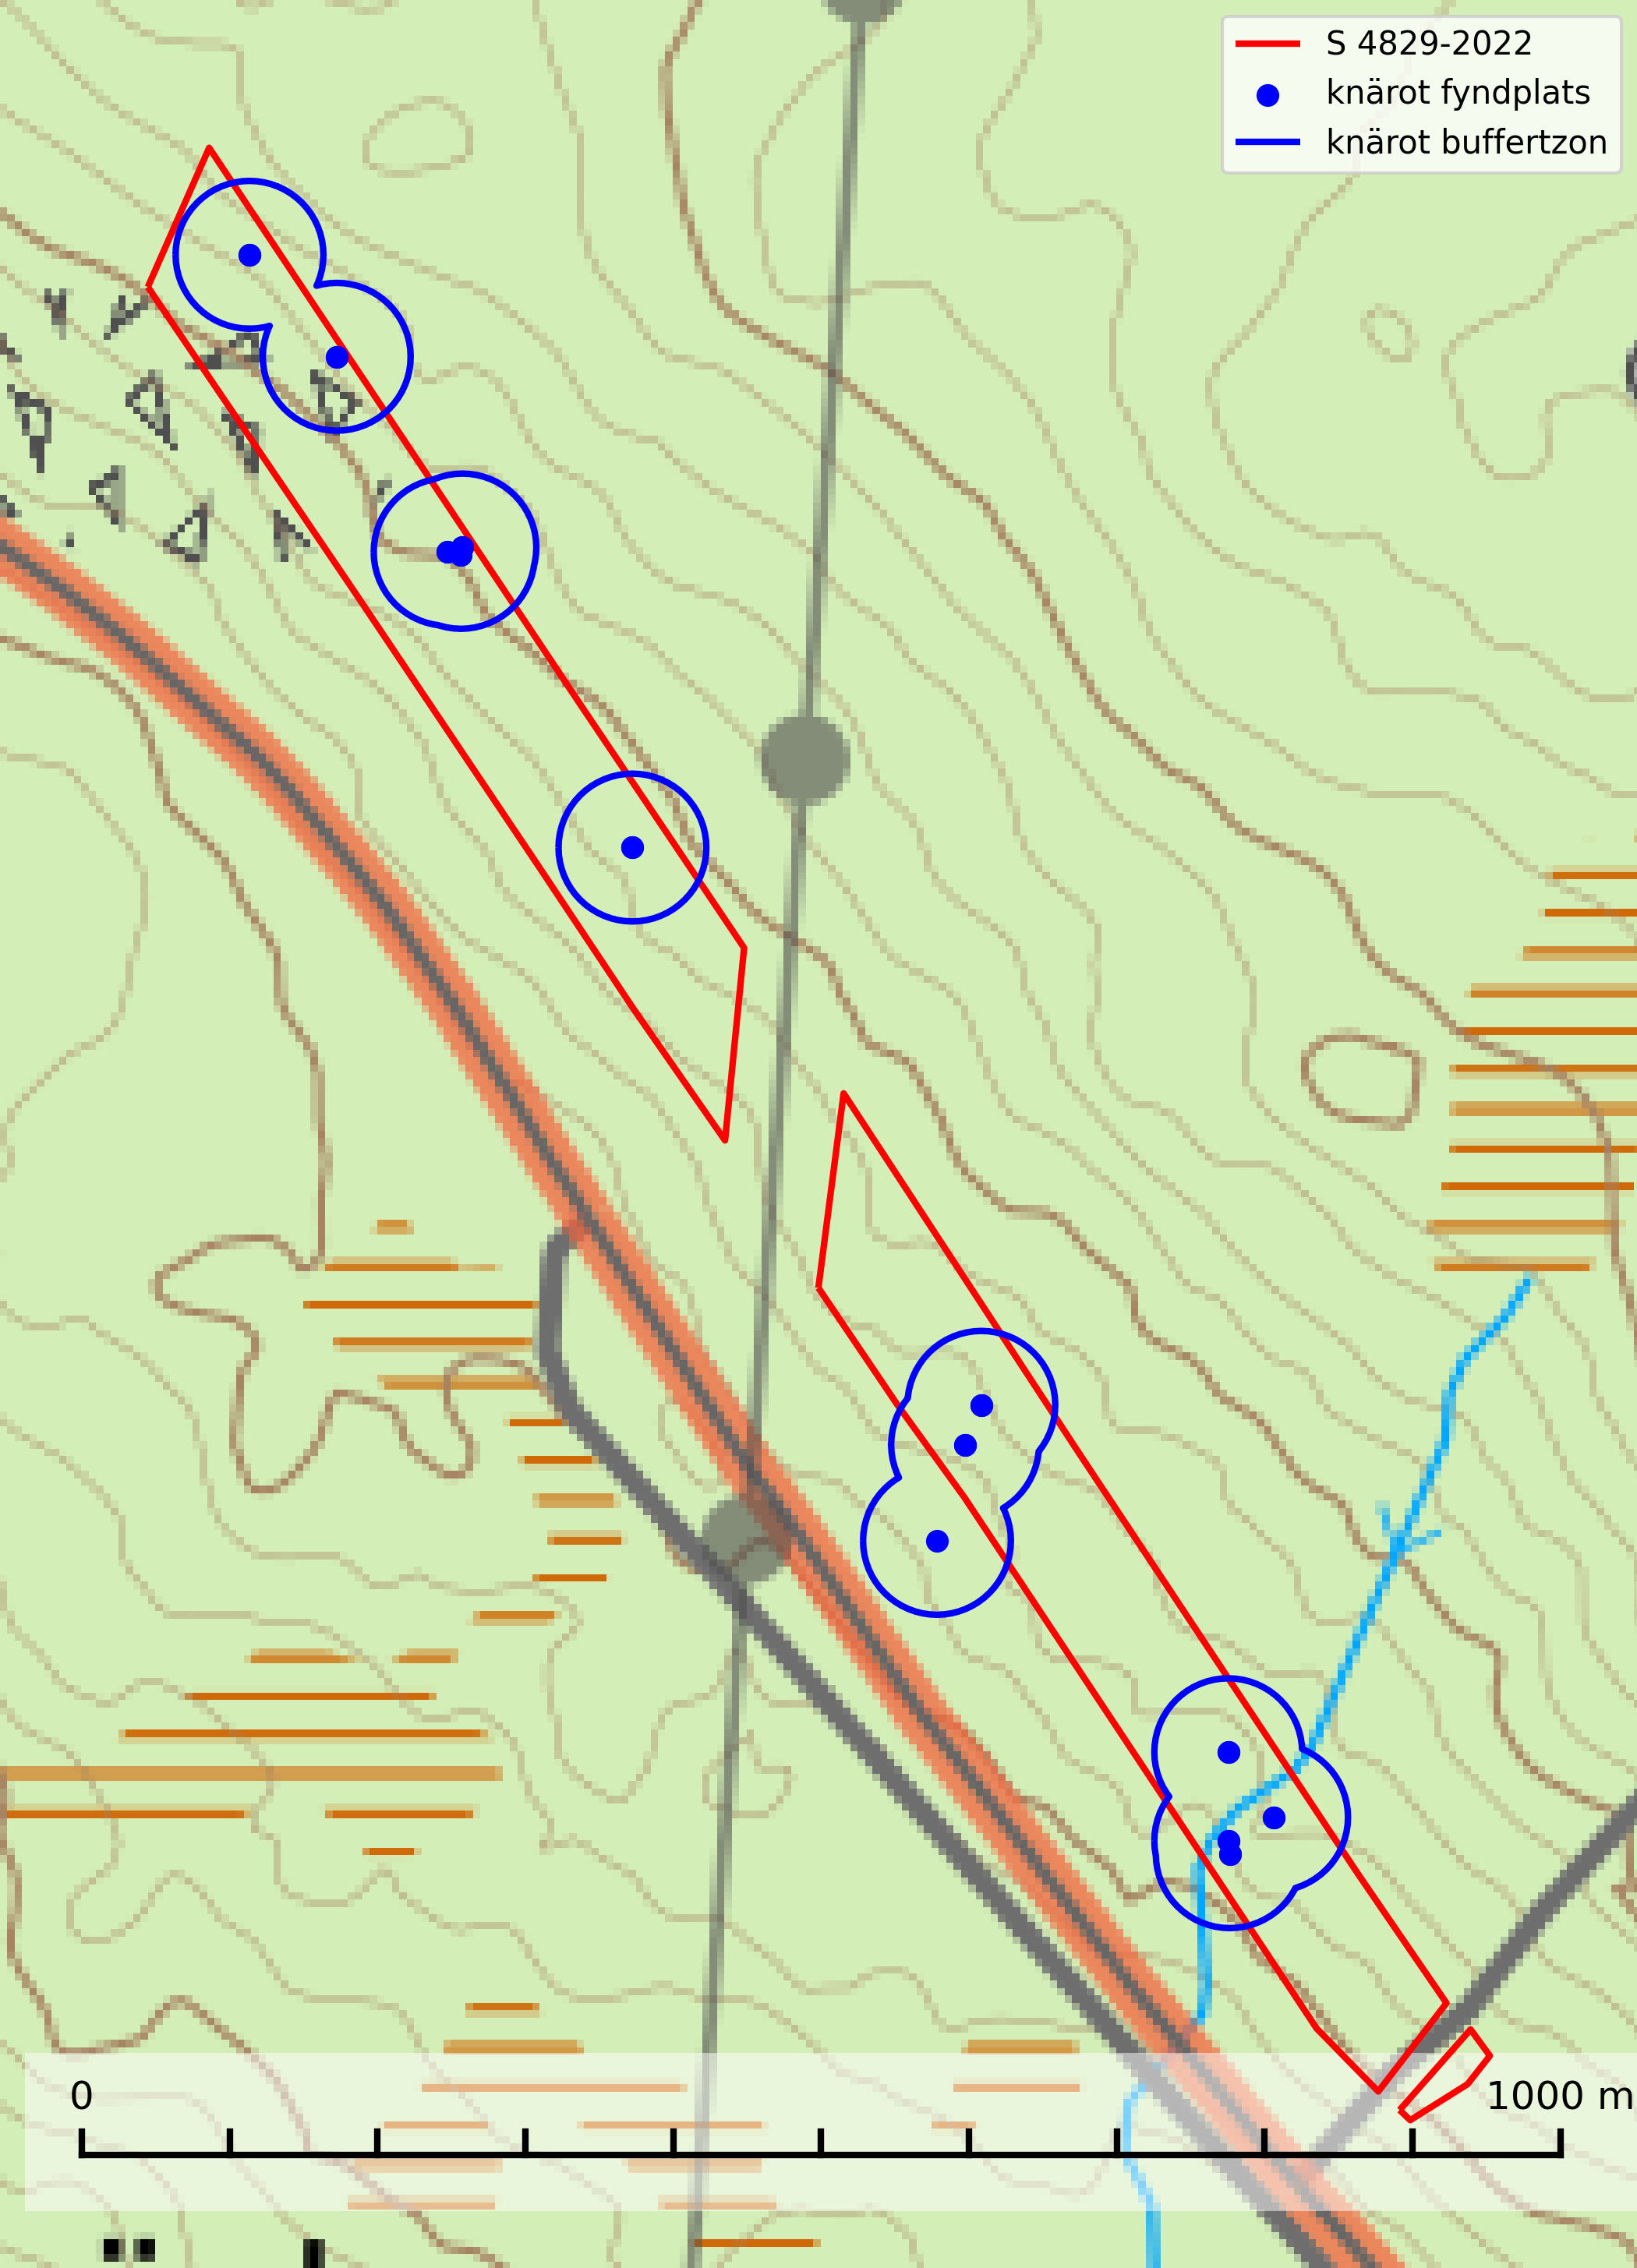 S 4829-2022
knärot fyndplats
knärot buffertzon
0
1000 m